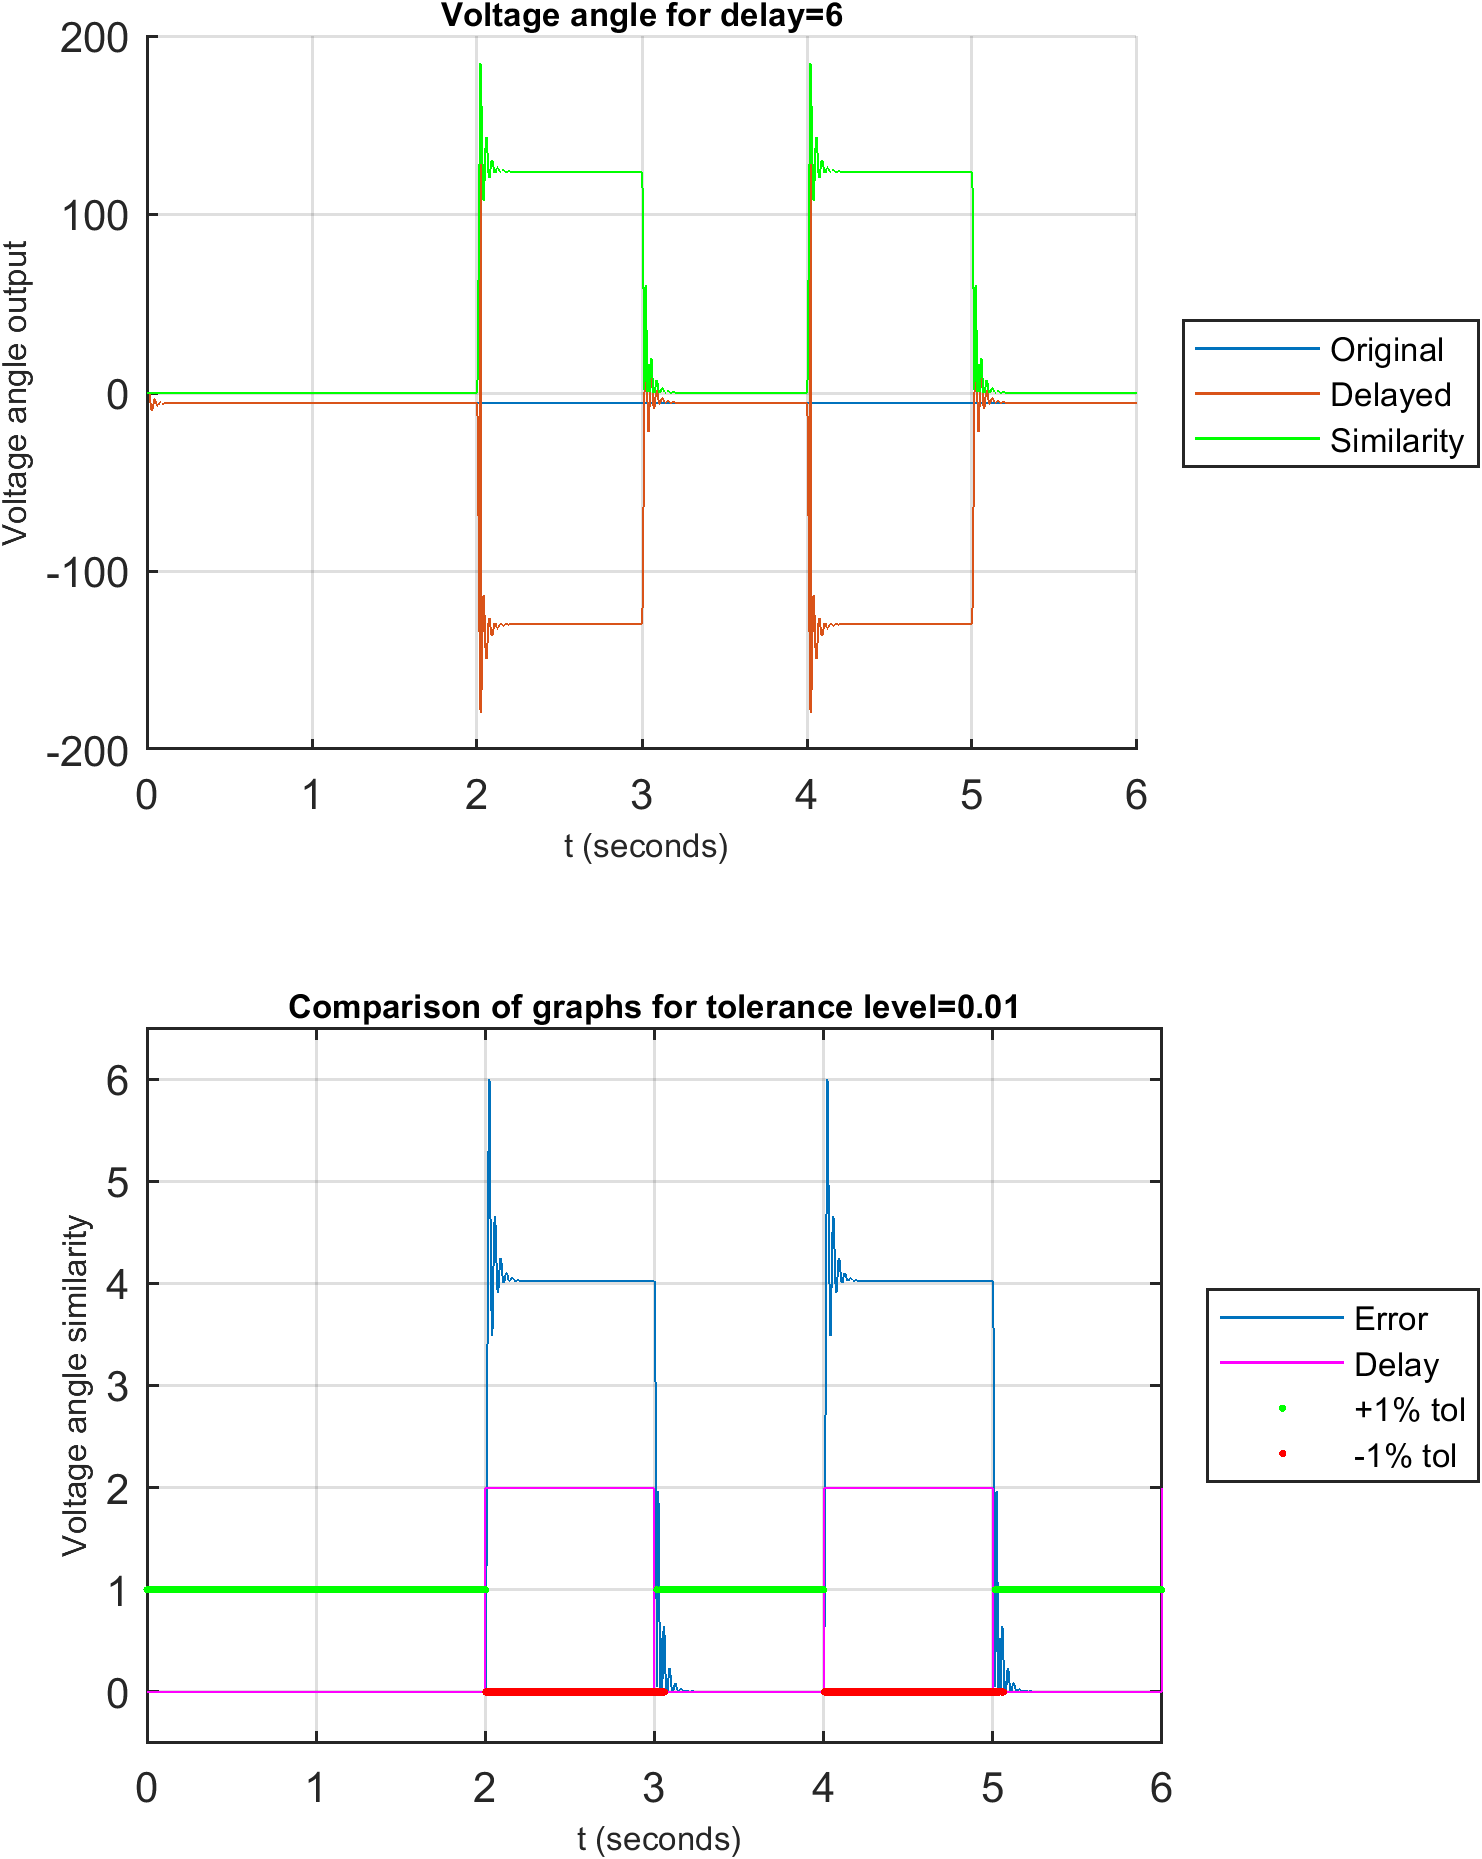 Voltage angle for delay=6
200
100
0
-100
-200
Voltage angle output
0 1 2 3 4 5 6
t (seconds)
Original
Delayed
Similarity
Comparison of graphs for tolerance level=0.01
6
5
4
3
2
1
0
Voltage angle similarity
0 1 2 3 4 5 6
t (seconds)
Error
Delay
+1% tol
-1% tol